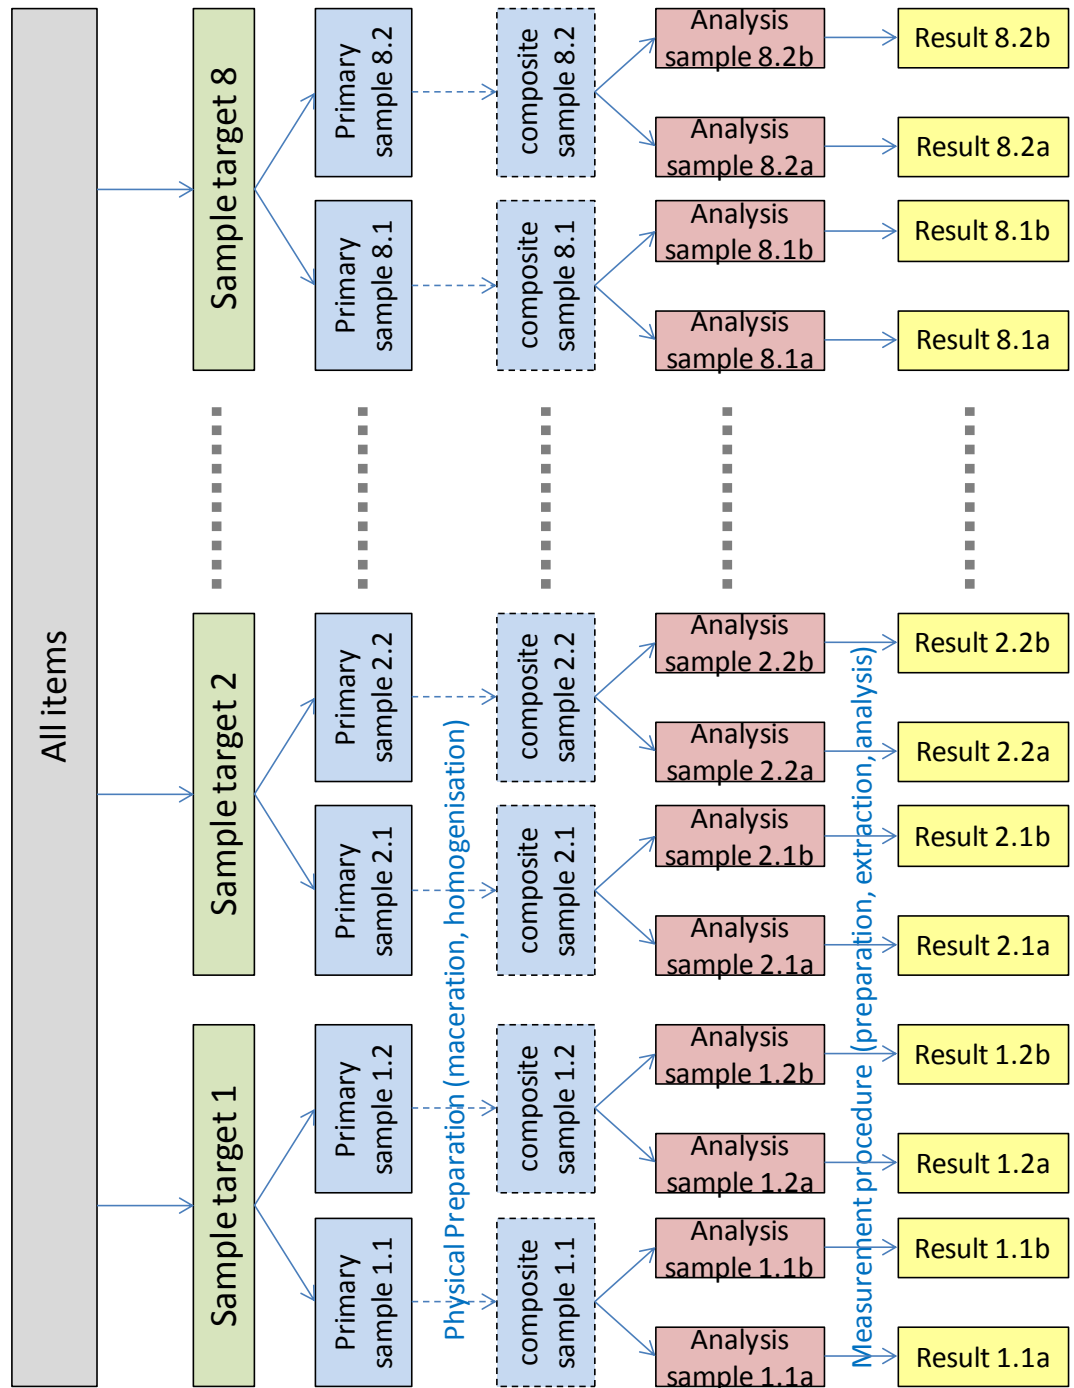 All items
Sample target 8
Primary
sample 8.2
composite
sample 8.2
Analysis
sample 8.2b
Result 8.2b
Analysis
sample 8.2a
Result 8.2a
Primary
sample 8.1
composite
sample 8.1
Analysis
sample 8.1b
Result 8.1b
Analysis
sample 8.1a
Result 8.1a
Sample target 2
Primary
sample 2.2
composite
sample 2.2
Analysis
sample 2.2b
Result 2.2b
Analysis
sample 2.2a
Result 2.2a
Primary
sample 2.1
composite
sample 2.1
Analysis
sample 2.1b
Result 2.1b
Analysis
sample 2.1a
Result 2.1a
Physical Preparation (maceration, homogenisation)
Measurement procedure (preparation, extraction, analysis)
Sample target 1
Primary
sample 1.2
composite
sample 1.2
Analysis
sample 1.2b
Result 1.2b
Analysis
sample 1.2a
Result 1.2a
Primary
sample 1.1
composite
sample 1.1
Analysis
sample 1.1b
Result 1.1b
Analysis
sample 1.1a
Result 1.1a